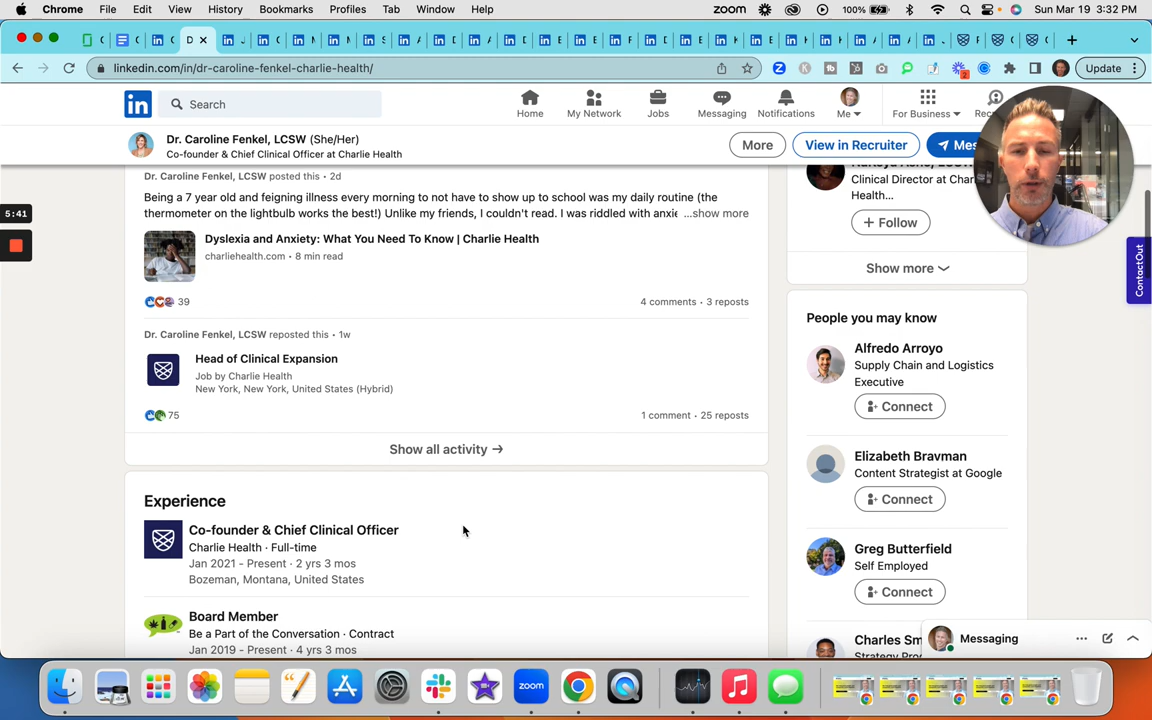 Chrome File Edit View History Bookmarks Profiles Tab Window Help zoom 100% Sun Mar 19 3:32 PM
linkedin.com/in/dr-caroline-fenkel-charlie-health/ Update
in Search Home My Network Jobs Messaging Notifications Me For Business
Dr. Caroline Fenkel, LCSW (She/Her)
Co-founder & Chief Clinical Officer at Charlie Health
More View in Recruiter
Dr. Caroline Fenkel, LCSW posted this • 2d
Being a 7 year old and feigning illness every morning to not have to show up to school was my daily routine (the
thermometer on the lightbulb works the best!) Unlike my friends, I couldn't read. I was riddled with anxie ...show more
Dyslexia and Anxiety: What You Need To Know | Charlie Health
charliehealth.com • 8 min read
39 4 comments • 3 reposts
Dr. Caroline Fenkel, LCSW reposted this • 1w
Head of Clinical Expansion
Job by Charlie Health
New York, New York, United States (Hybrid)
75 1 comment • 25 reposts
Show all activity →
Experience
Co-founder & Chief Clinical Officer
Charlie Health · Full-time
Jan 2021 - Present · 2 yrs 3 mos
Bozeman, Montana, United States
Board Member
Be a Part of the Conversation · Contract
Jan 2019 - Present · 4 yrs 3 mos
5:41
Clinical Director at
Health...
+ Follow
Show more
People you may know
Alfredo Arroyo
Supply Chain and Logistics
Executive
Connect
Elizabeth Bravman
Content Strategist at Google
Connect
Greg Butterfield
Self Employed
Connect
Charles
Messaging
ContactOut
zoom